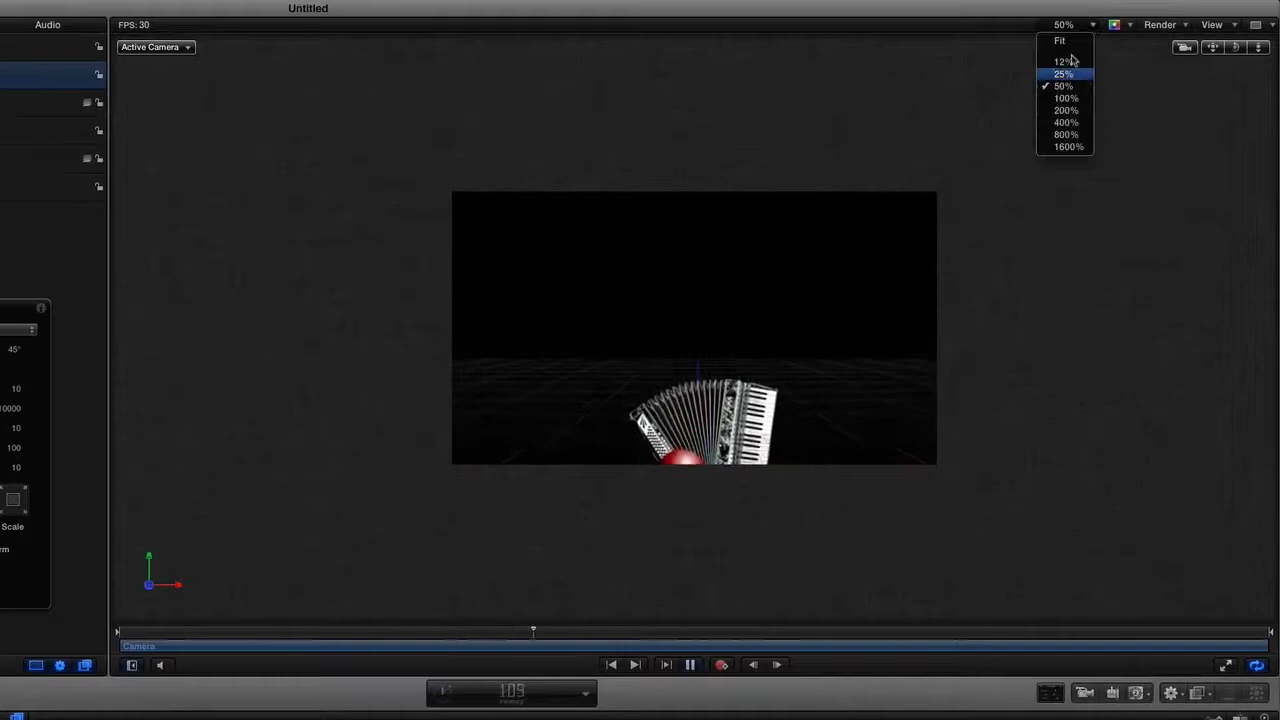 Untitled
Audio
FPS: 30
50%
Render
View
Active Camera
Fit
12%
25%
50%
100%
200%
400%
800%
1600%
45°
10
10000
10
100
10
Scale
rm
Camera
109